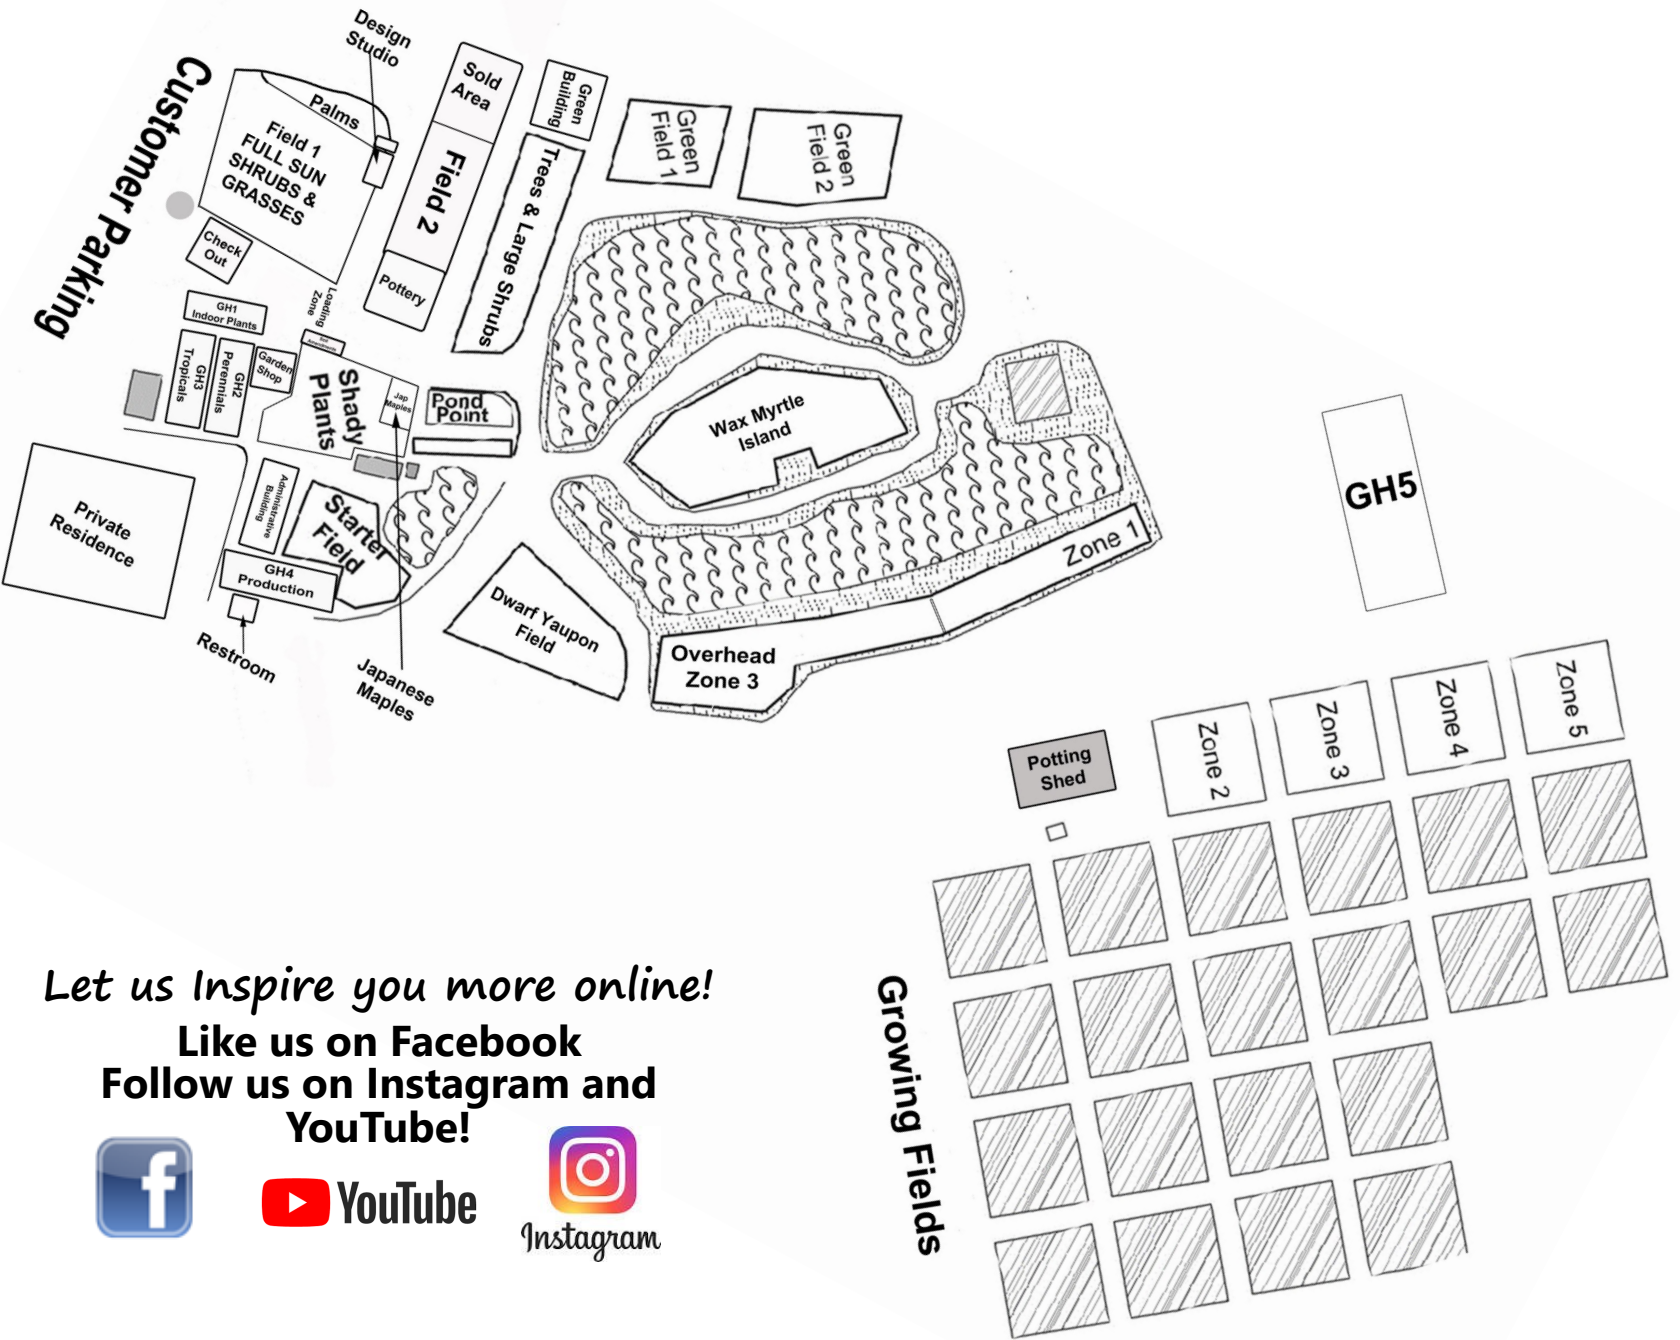 Design
Studio
Customer Parking
Palms
Field 1
FULL SUN
SHRUBS &
GRASSES
Check
Out
Sold
Area
Field 2
Pottery
Green
Building
Trees & Large Shrubs
Green
Field 1
Green
Field 2
Loading
Zone
GH1
Indoor Plants
GH3
Tropicals
GH2
Perennials
Garden
Shop
Shady
Plants
Jap
Maples
Pond
Point
Wax Myrtle
Island
GH5
Private
Residence
Administrative
Building
Starter
Field
GH4
Production
Restroom
Japanese
Maples
Dwarf Yaupon
Field
Overhead
Zone 3
Zone 1
Potting
Shed
Zone 2
Zone 3
Zone 4
Zone 5
Growing Fields
Let us Inspire you more online!
Like us on Facebook
Follow us on Instagram and
YouTube!
f
YouTube
Instagram